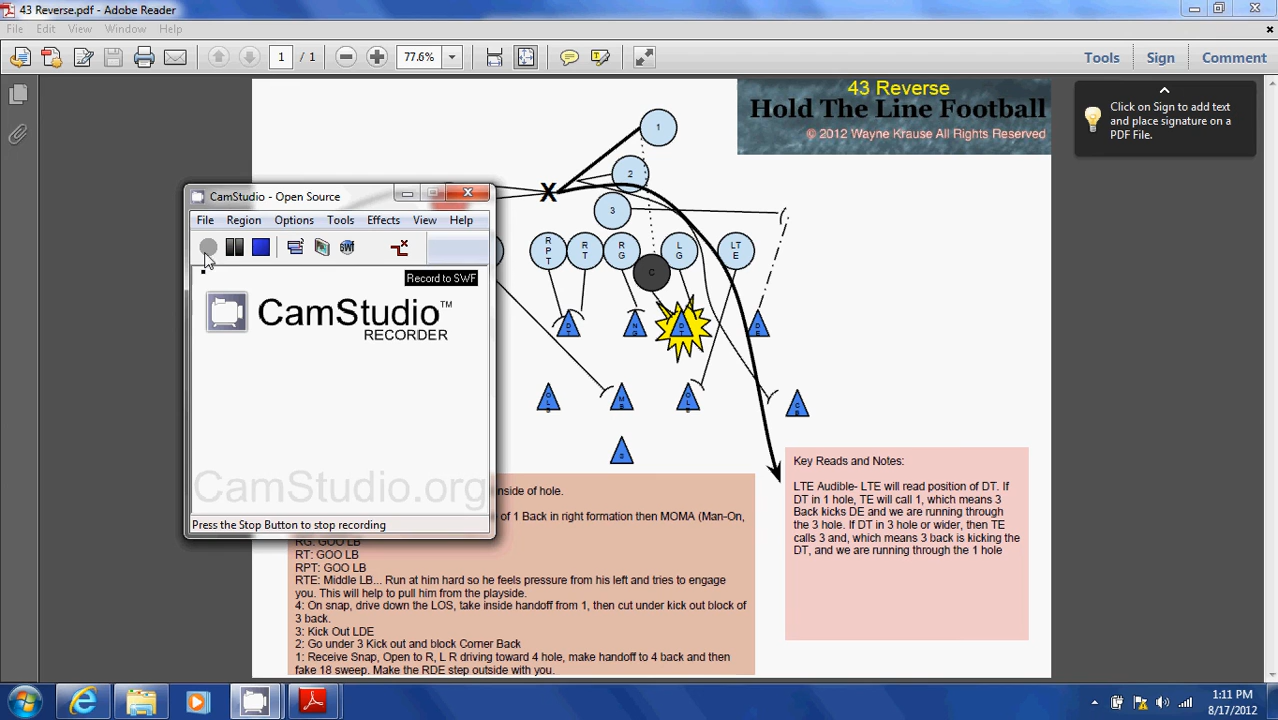 43 Reverse.pdf - Adobe Reader
File Edit View Window Help
1 / 1 77.6% Tools Sign Comment
43 Reverse
Hold The Line Football
© 2012 Wayne Krause All Rights Reserved
Click on Sign to add text
and place signature on a
PDF File.
1
2
X
3
R
P
T
R
T
R
G
L
G
LT
E
C
D
T
N
G
D
T
D
E
O
L
B
M
B
O
L
B
C
B
S
CamStudio - Open Source
File Region Options Tools Effects View Help
SWF
Record to SWF
CamStudio™
RECORDER
CamStudio.org
Press the Stop Button to stop recording
nside of hole.
of 1 Back in right formation then MOMA (Man-On,
RG: GOO LB
RT: GOO LB
RPT: GOO LB
RTE: Middle LB... Run at him hard so he feels pressure from his left and tries to engage
you. This will help to pull him from the playside.
4: On snap, drive down the LOS, take inside handoff from 1, then cut under kick out block of
3 back.
3: Kick Out LDE
2: Go under 3 Kick out and block Corner Back
1: Receive Snap, Open to R, L R driving toward 4 hole, make handoff to 4 back and then
fake 18 sweep. Make the RDE step outside with you.
Key Reads and Notes:
LTE Audible- LTE will read position of DT. If
DT in 1 hole, TE will call 1, which means 3
Back kicks DE and we are running through
the 3 hole. If DT in 3 hole or wider, then TE
calls 3 and, which means 3 back is kicking the
DT, and we are running through the 1 hole
1:11 PM
8/17/2012